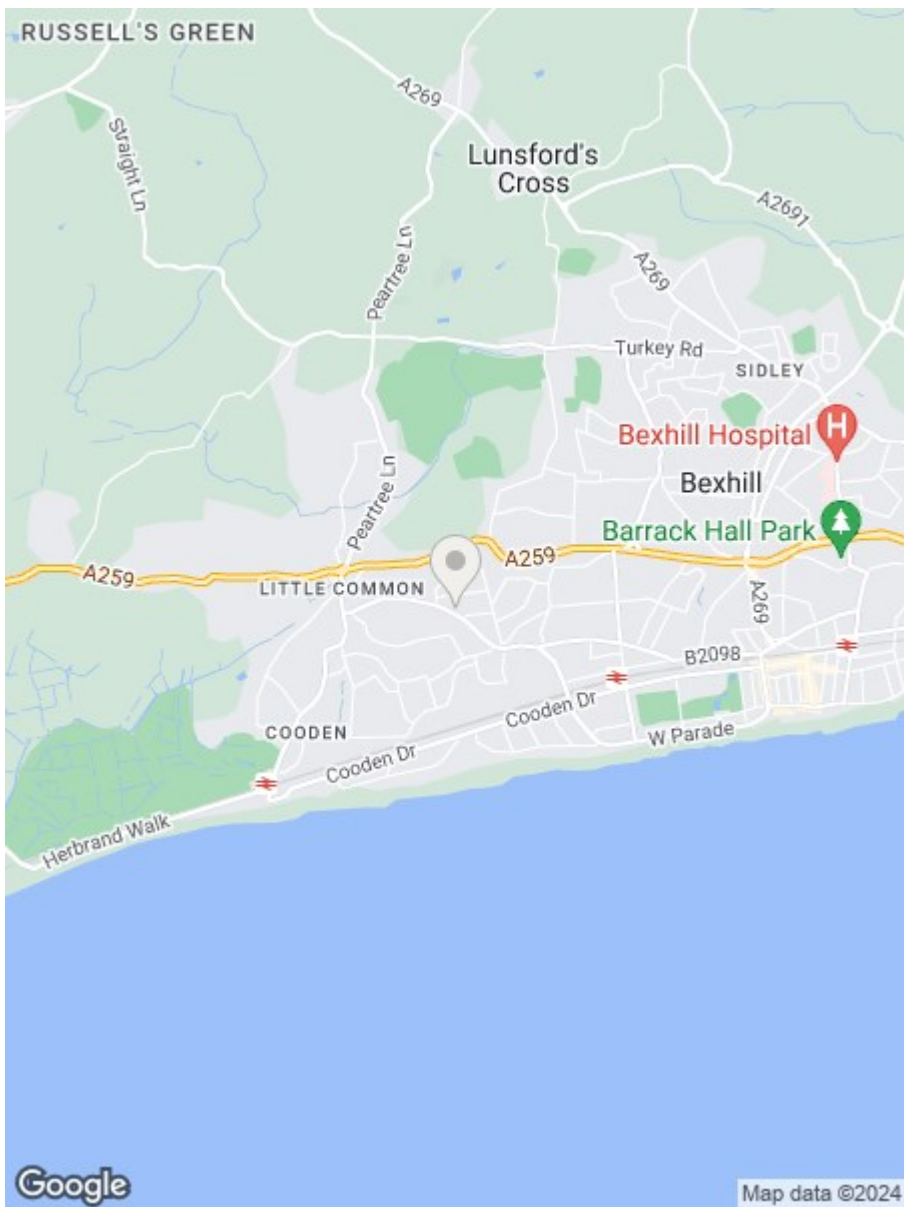 RUSSELL'S GREEN
A269
Straight Ln
Lunsford's
Cross
A2691
Peartree Ln
A269
Turkey Rd
SIDLEY
Bexhill Hospital
H
Bexhill
Peartree Ln
Barrack Hall Park
A259
A259
LITTLE COMMON
A269
B2098
Cooden Dr
COODEN
W Parade
Cooden Dr
Herbrand Walk
Google
Map data ©2024